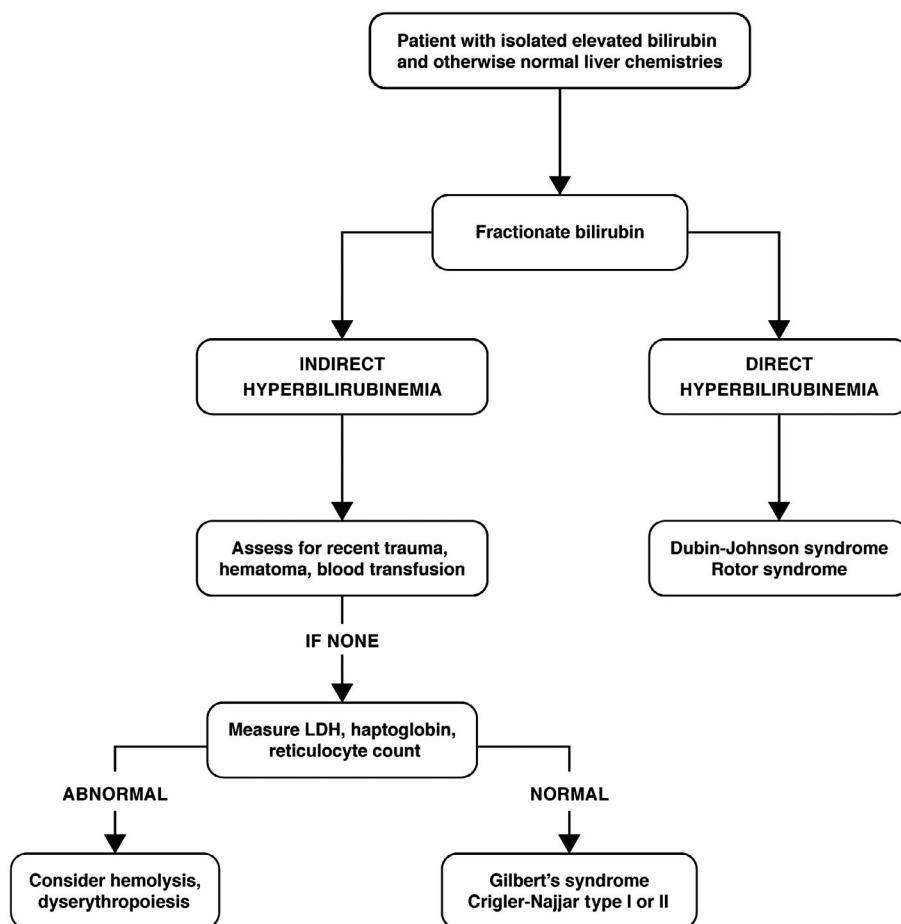 Patient with isolated elevated bilirubin
and otherwise normal liver chemistries
Fractionate bilirubin
INDIRECT
HYPERBILIRUBINEMIA
DIRECT
HYPERBILIRUBINEMIA
Assess for recent trauma,
hematoma, blood transfusion
Dubin-Johnson syndrome
Rotor syndrome
IF NONE
Measure LDH, haptoglobin,
reticulocyte count
ABNORMAL
NORMAL
Consider hemolysis,
dyserythropoiesis
Gilbert’s syndrome
Crigler-Najjar type I or II